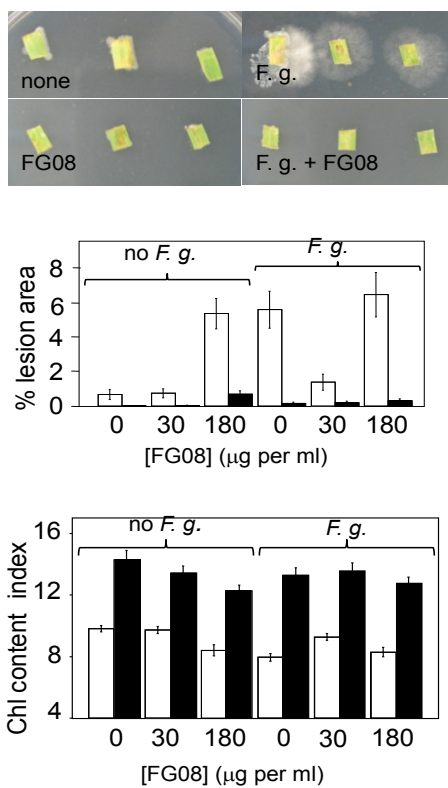 none
F. g.
FG08
F. g. + FG08
no F. g.
F. g.
% lesion area
8
6
4
2
0
0 30 180 0 30 180
[FG08] (μg per ml)
no F. g.
F. g.
Chl content index
16
12
8
4
0 30 180 0 30 180
[FG08] (μg per ml)